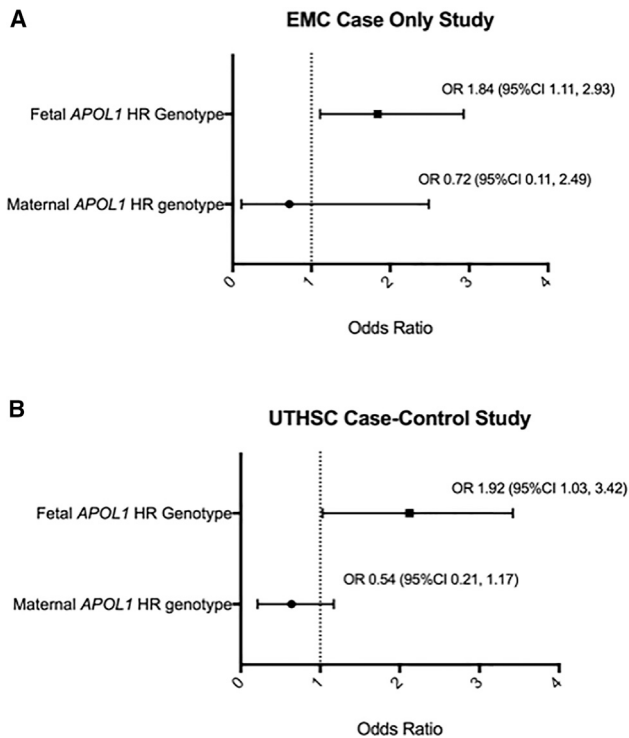 A
EMC Case Only Study
OR 1.84 (95%CI 1.11, 2.93)
Fetal APOL1 HR Genotype
OR 0.72 (95%CI 0.11, 2.49)
Maternal APOL1 HR genotype
0 1 2 3 4
Odds Ratio
B
UTHSC Case-Control Study
OR 1.92 (95%CI 1.03, 3.42)
Fetal APOL1 HR Genotype
OR 0.54 (95%CI 0.21, 1.17)
Maternal APOL1 HR genotype
0 1 2 3 4
Odds Ratio